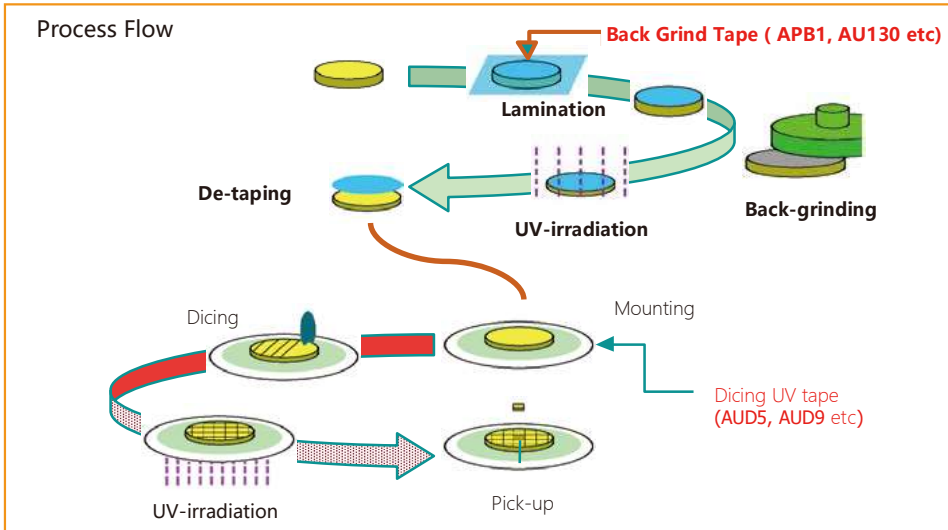 Process Flow
Back Grind Tape ( APB1, AU130 etc)
Lamination
De-taping
UV-irradiation
Back-grinding
Dicing
Mounting
Dicing UV tape
(AUD5, AUD9 etc)
UV-irradiation
Pick-up